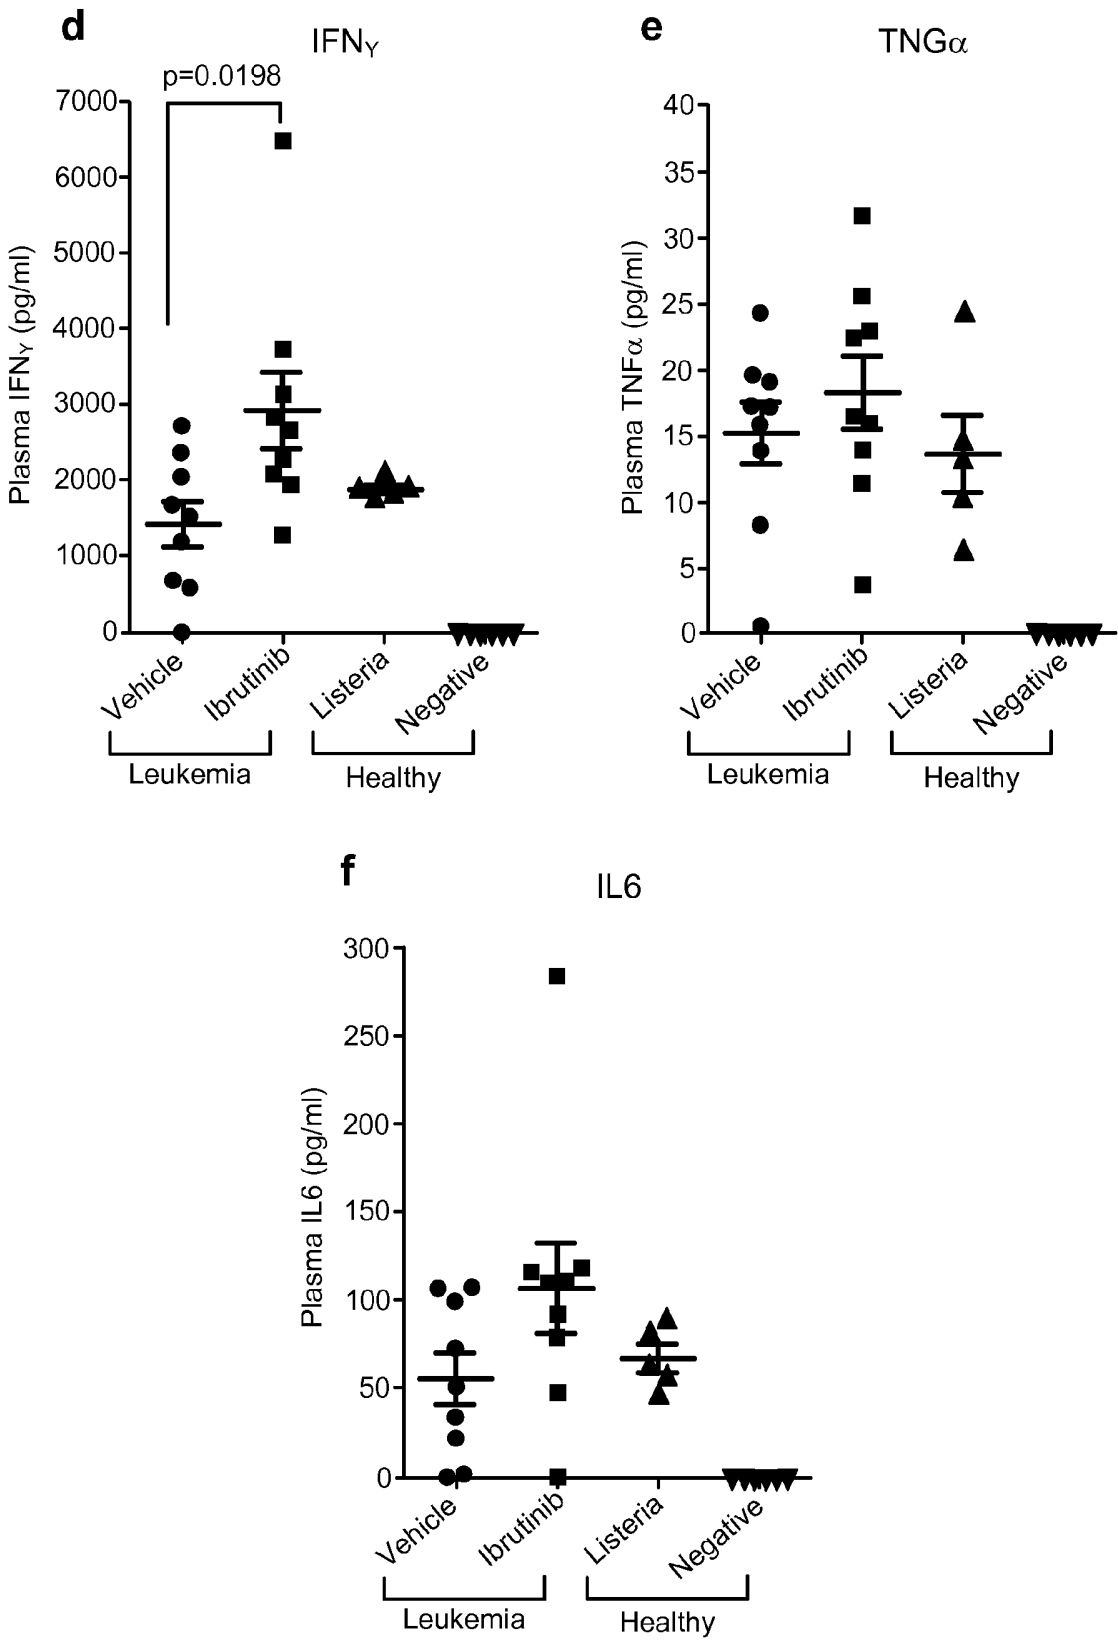 d
IFNγ
p=0.0198
7000
6000
5000
4000
3000
2000
1000
0
Plasma IFNγ (pg/ml)
Vehicle
Ibrutinib
Listeria
Negative
Leukemia
Healthy
e
TNGα
40
35
30
25
20
15
10
5
0
Plasma TNFα (pg/ml)
Vehicle
Ibrutinib
Listeria
Negative
Leukemia
Healthy
f
IL6
300
250
200
150
100
50
0
Plasma IL6 (pg/ml)
Vehicle
Ibrutinib
Listeria
Negative
Leukemia
Healthy